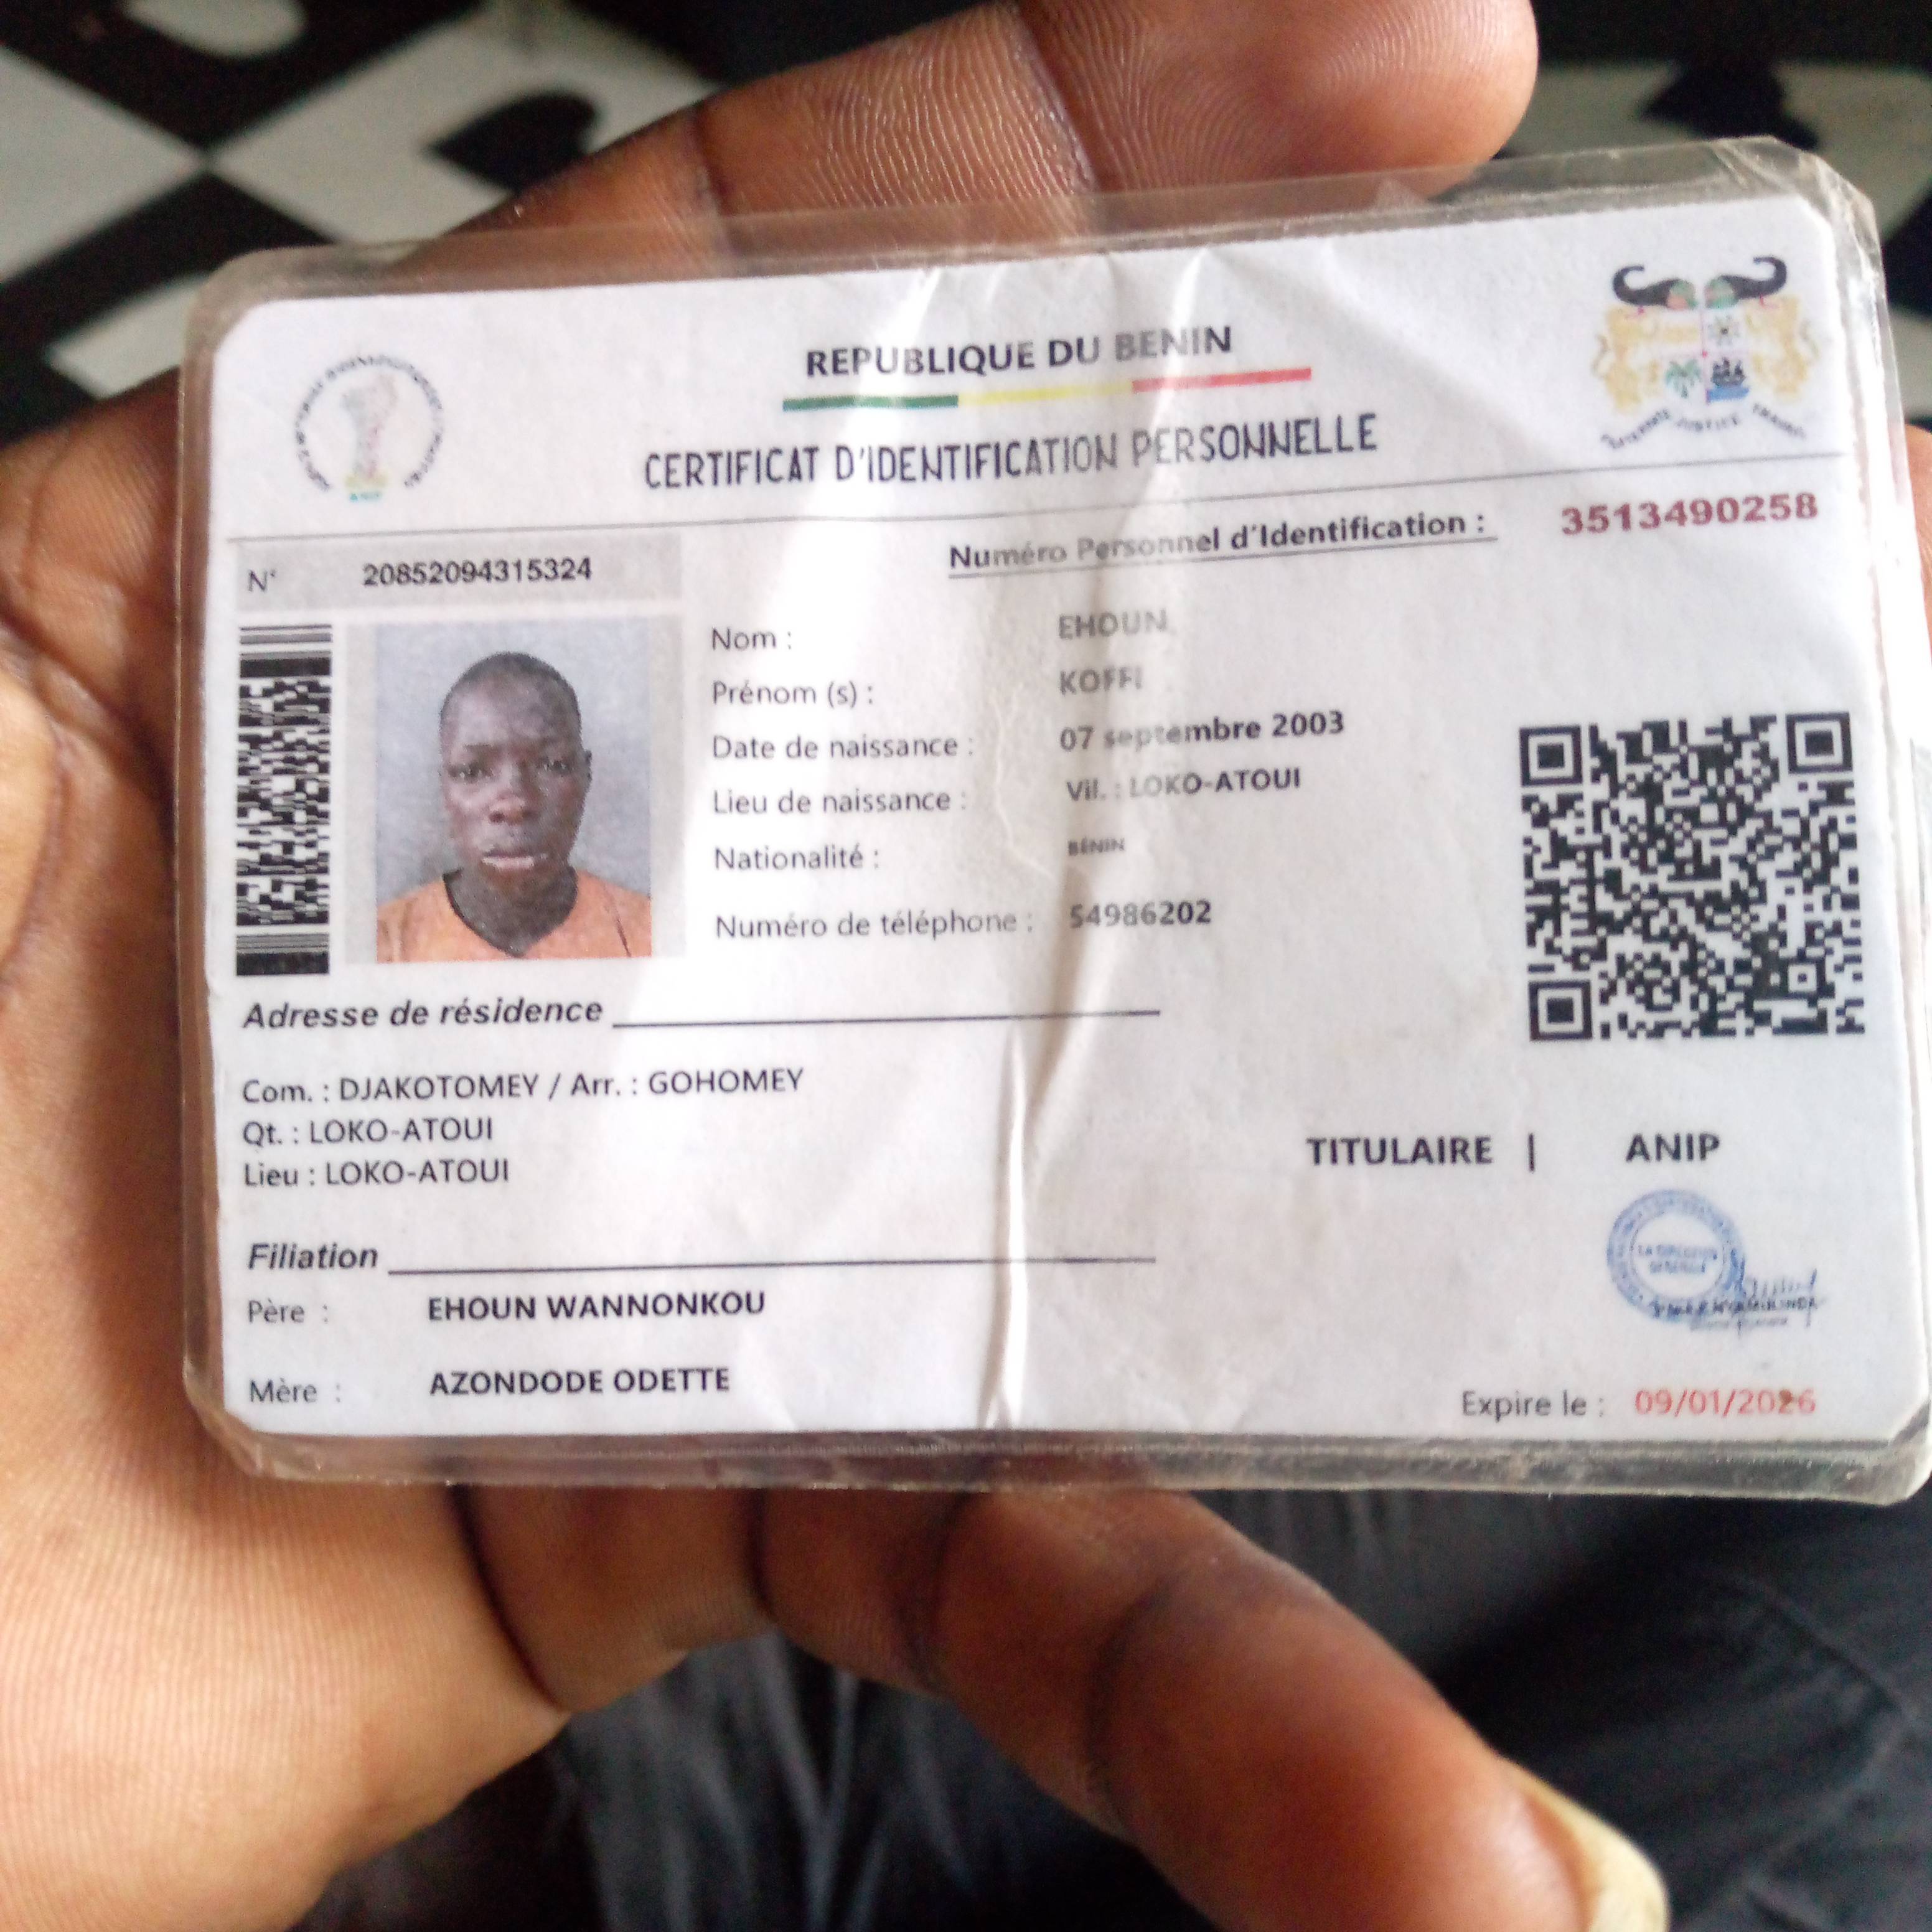 REPUBLIQUE DU BENIN
CERTIFICAT D'IDENTIFICATION PERSONNELLE
Numéro Personnel d'Identification : 3513490258
N° 20852094315324
Nom : EHOUN
Prénom (s) : KOFFI
Date de naissance : 07 septembre 2003
Lieu de naissance : Vil. : LOKO-ATOUI
Nationalité : BÉNIN
Numéro de téléphone : 54986202
Adresse de résidence
Com. : DJAKOTOMEY / Arr. : GOHOMEY
Qt. : LOKO-ATOUI
Lieu : LOKO-ATOUI
TITULAIRE | ANIP
Filiation
Père : EHOUN WANNONKOU
Mère : AZONDODE ODETTE
Expire le : 09/01/2026